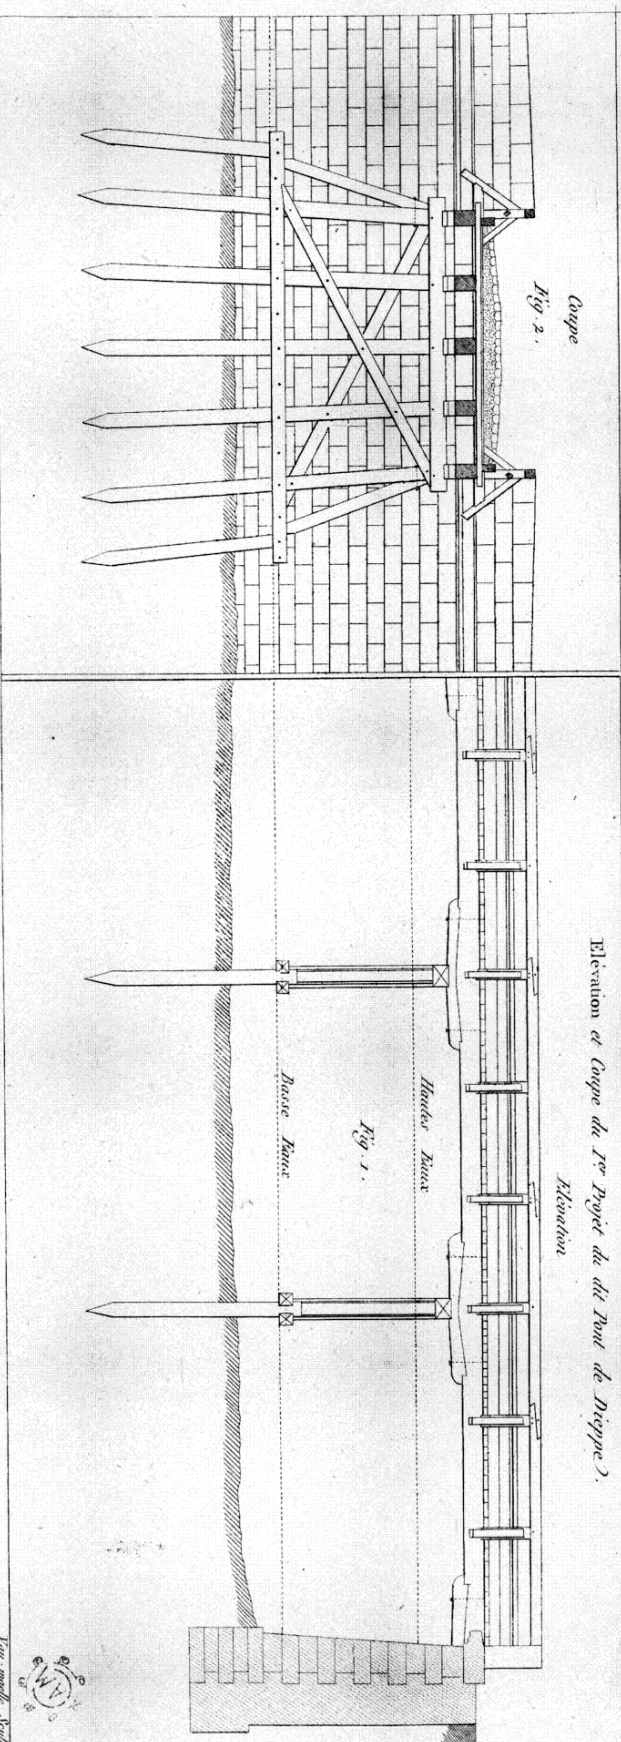 Elévation et Coupe du 1er Projet du dit Pont de Dieppe.
Coupe
Fig. 2.
Elévation
Hautes Eaux
Fig. 1.
Basse Eaux
AM